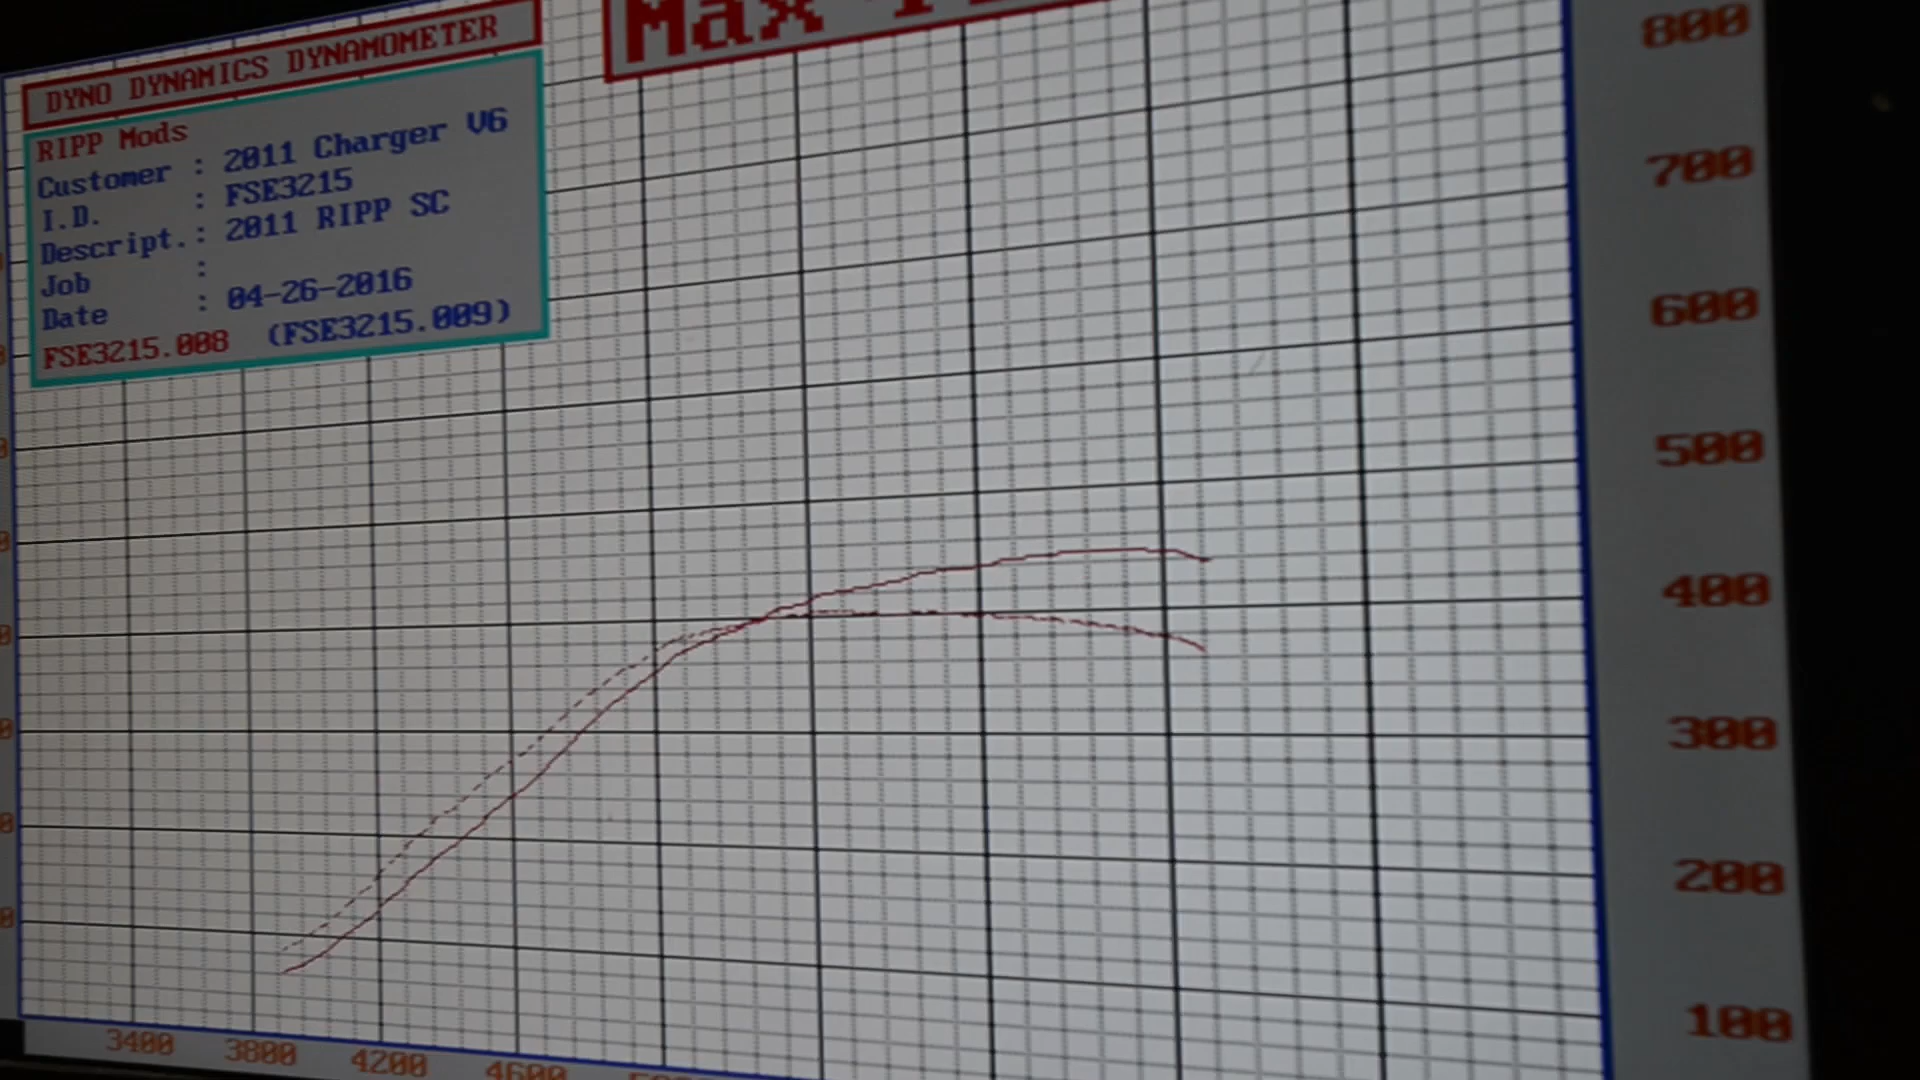 DYNO DYNAMICS DYNAMOMETER
Max
RIPP Mods
Customer : 2011 Charger V6
I.D. : FSE3215
Descript. : 2011 RIPP SC
Job :
Date : 04-26-2016
FSE3215.008 (FSE3215.009)
800
700
600
500
400
300
200
100
3400 3800 4200 4600